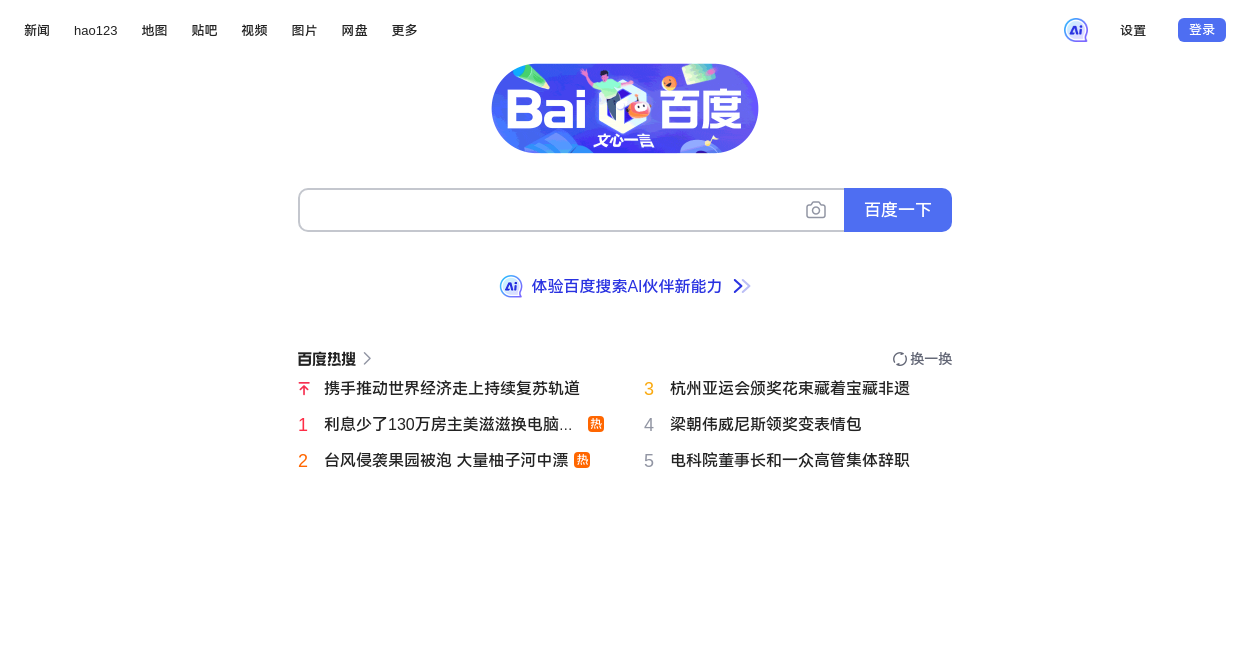 新闻 hao123 地图 贴吧 视频 图片 网盘 更多 Ai 设置 登录
Bai 百度
文心一言
百度一下
Ai 体验百度搜索AI伙伴新能力
百度热搜 换一换
携手推动世界经济走上持续复苏轨道
1 利息少了130万房主美滋滋换电脑... 热
2 台风侵袭果园被泡 大量柚子河中漂 热
3 杭州亚运会颁奖花束藏着宝藏非遗
4 梁朝伟威尼斯领奖变表情包
5 电科院董事长和一众高管集体辞职